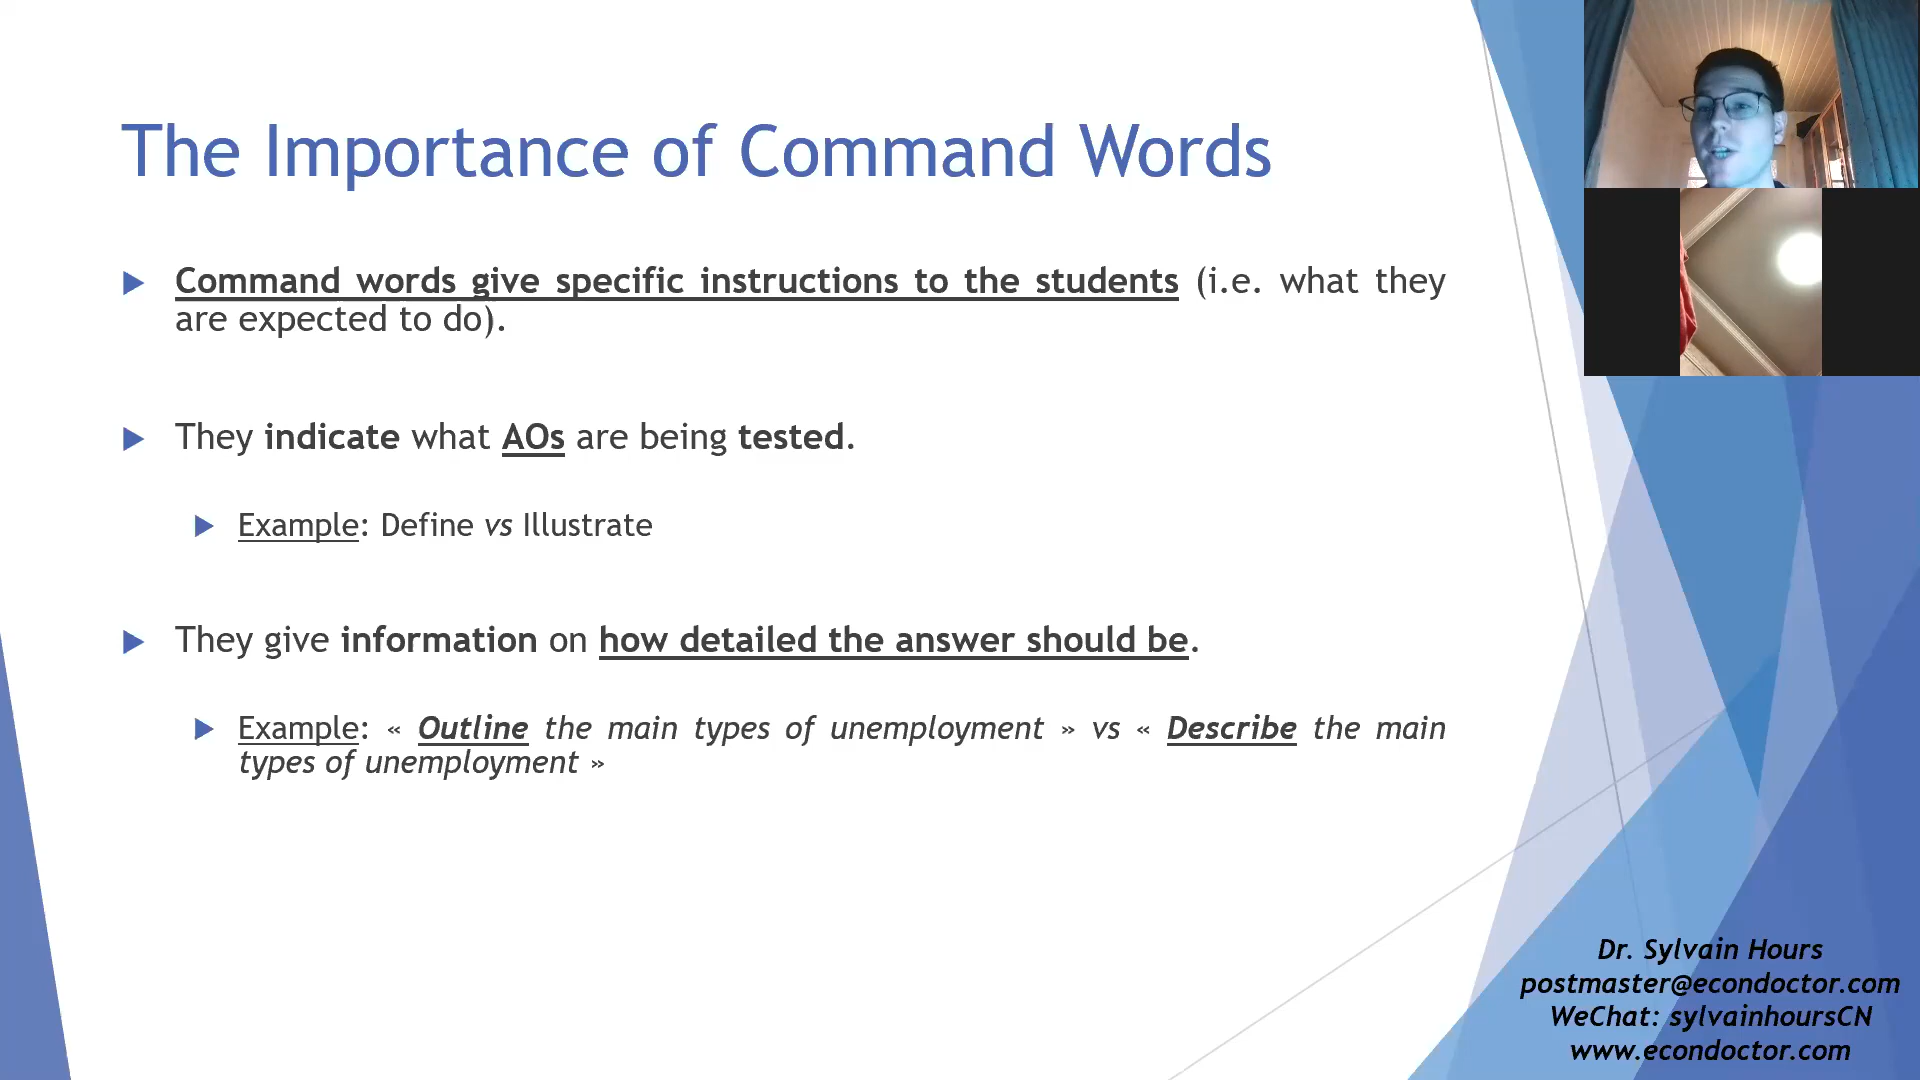 The Importance of Command Words
Command words give specific instructions to the students (i.e. what they
are expected to do).
They indicate what AOs are being tested.
Example: Define vs Illustrate
They give information on how detailed the answer should be.
Example: « Outline the main types of unemployment » vs « Describe the main
types of unemployment »
Dr. Sylvain Hours
postmaster@econdoctor.com
WeChat: sylvainhoursCN
www.econdoctor.com